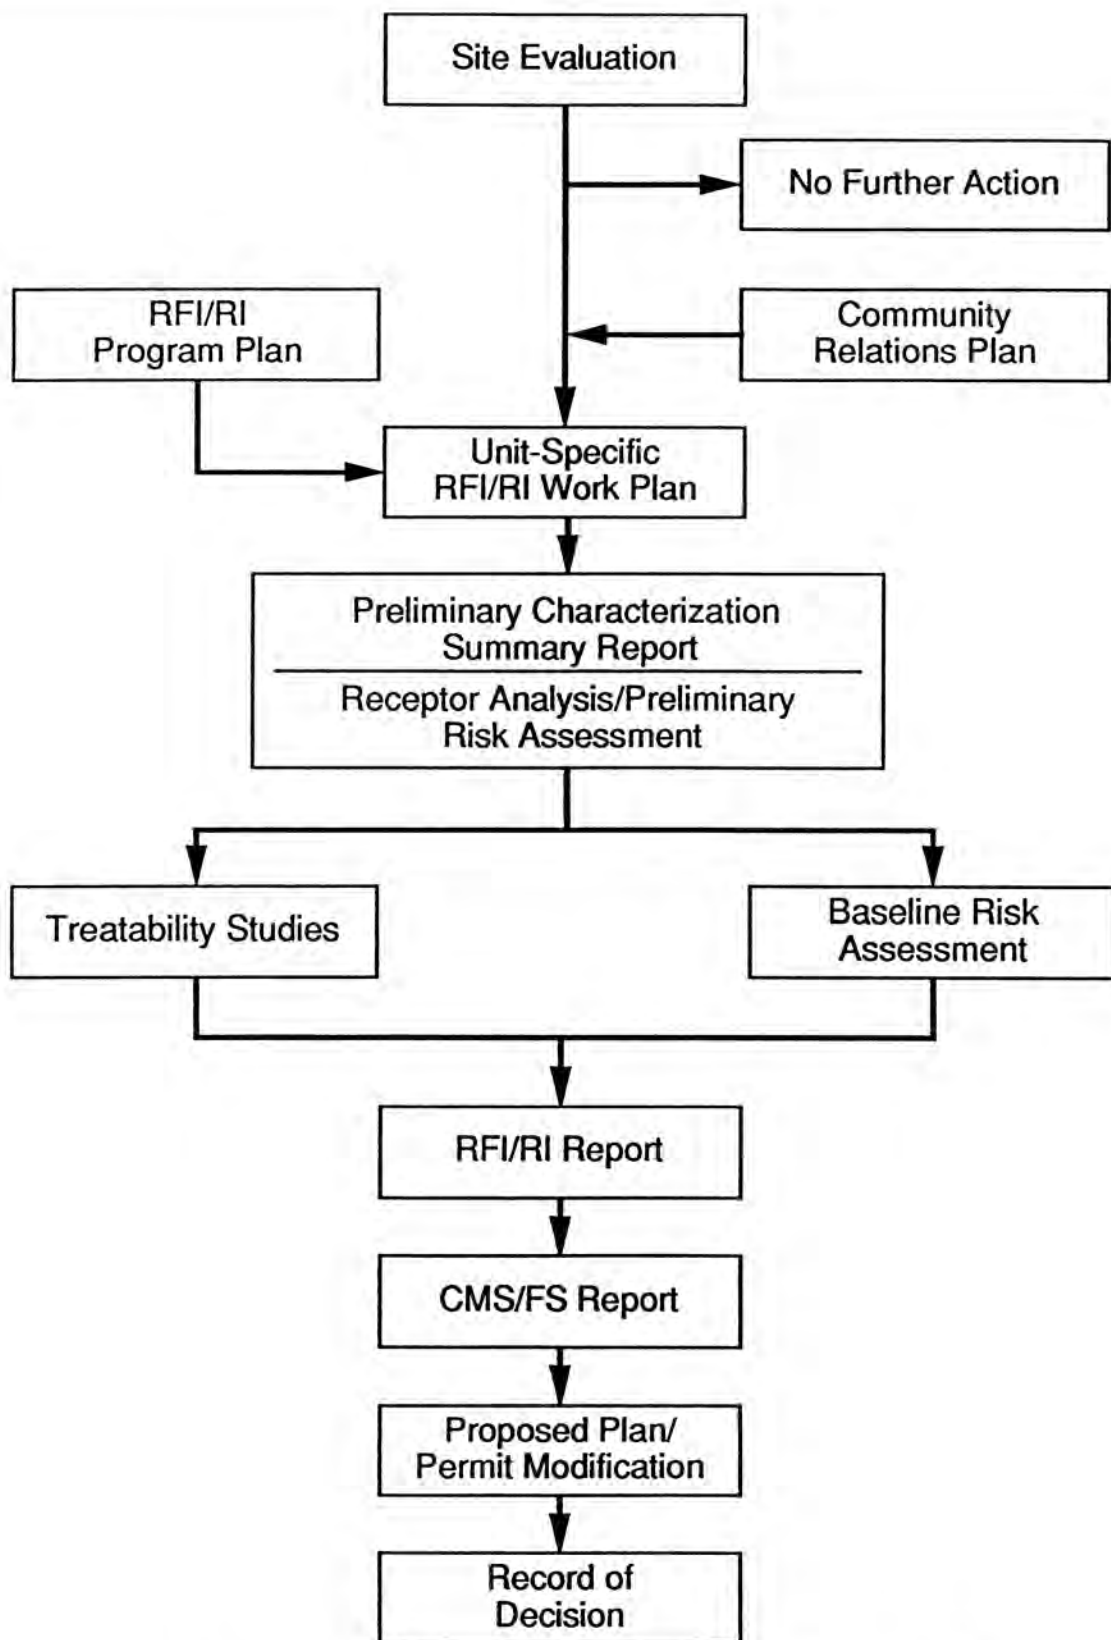 Site Evaluation
No Further Action
RFI/RI
Program Plan
Community
Relations Plan
Unit-Specific
RFI/RI Work Plan
Preliminary Characterization
Summary Report
Receptor Analysis/Preliminary
Risk Assessment
Treatability Studies
Baseline Risk
Assessment
RFI/RI Report
CMS/FS Report
Proposed Plan/
Permit Modification
Record of
Decision